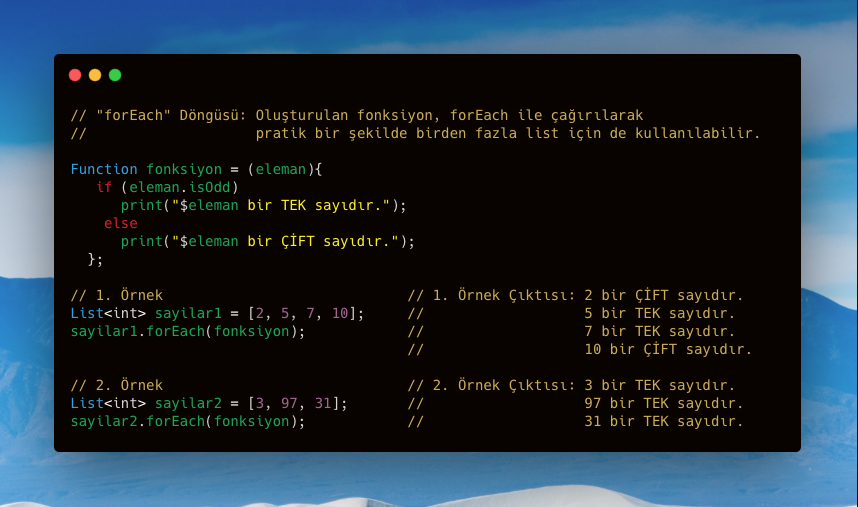 // "forEach" Döngüsü: Oluşturulan fonksiyon, forEach ile çağırılarak
//                    pratik bir şekilde birden fazla list için de kullanılabilir.
Function fonksiyon = (eleman){
   if (eleman.isOdd)
      print("$eleman bir TEK sayıdır.");
    else
      print("$eleman bir ÇİFT sayıdır.");
  };
// 1. Örnek                             // 1. Örnek Çıktısı: 2 bir ÇİFT sayıdır.
List<int> sayilar1 = [2, 5, 7, 10];     //                   5 bir TEK sayıdır.
sayilar1.forEach(fonksiyon);            //                   7 bir TEK sayıdır.
                                        //                   10 bir ÇİFT sayıdır.
// 2. Örnek                             // 2. Örnek Çıktısı: 3 bir TEK sayıdır.
List<int> sayilar2 = [3, 97, 31];       //                   97 bir TEK sayıdır.
sayilar2.forEach(fonksiyon);            //                   31 bir TEK sayıdır.